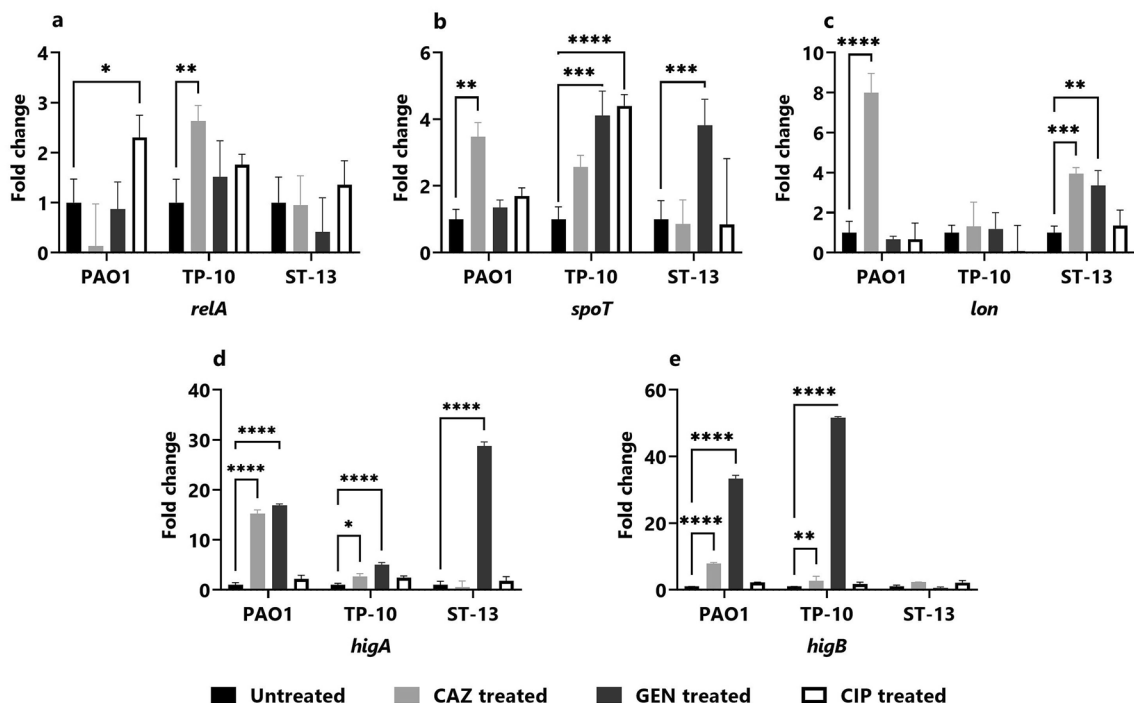 a
4
3
2
1
0
Fold change
*
**
PAO1 TP-10 ST-13
relA
b
6
4
2
0
Fold change
**
***
****
***
PAO1 TP-10 ST-13
spoT
c
10
8
6
4
2
0
Fold change
****
***
**
PAO1 TP-10 ST-13
lon
d
40
30
20
10
0
Fold change
****
****
*
****
****
PAO1 TP-10 ST-13
higA
e
60
40
20
0
Fold change
****
****
**
****
PAO1 TP-10 ST-13
higB
Untreated CAZ treated GEN treated CIP treated